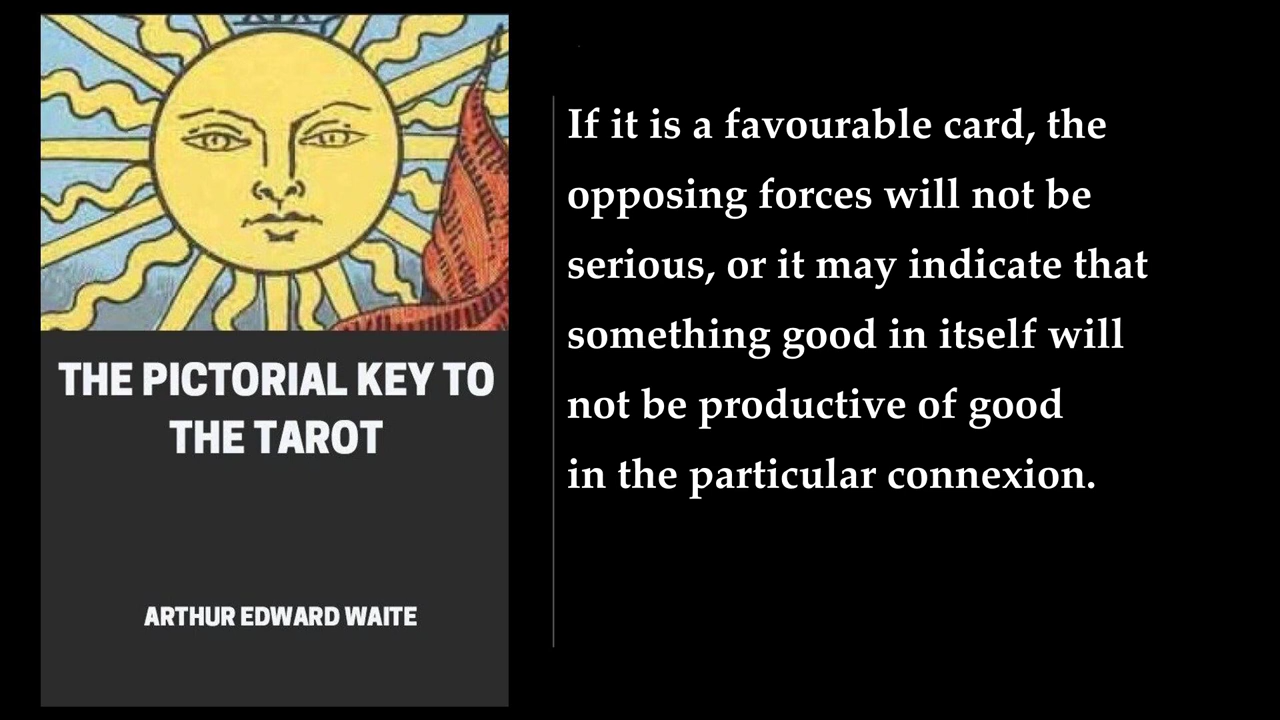 XIX
THE PICTORIAL KEY TO
THE TAROT
ARTHUR EDWARD WAITE
If it is a favourable card, the
opposing forces will not be
serious, or it may indicate that
something good in itself will
not be productive of good
in the particular connexion.